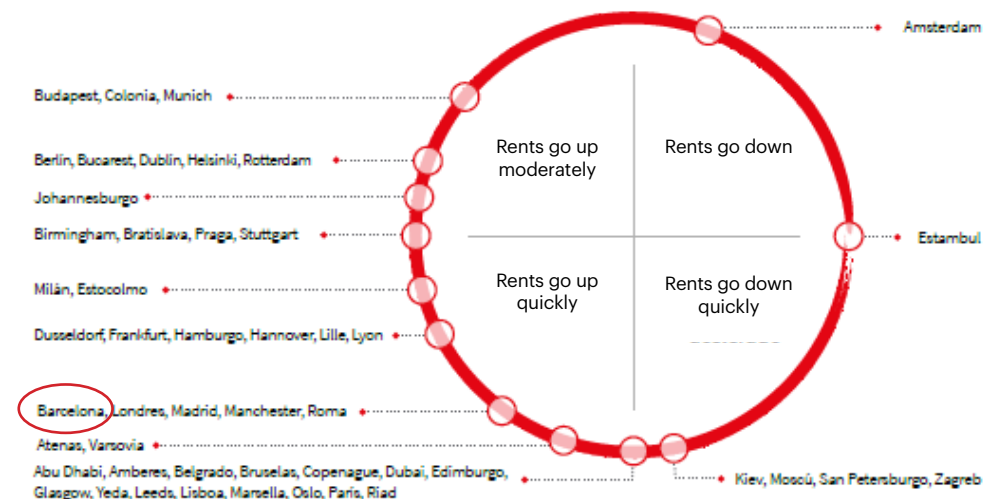 Amsterdam
Budapest, Colonia, Munich
Rents go up
moderately
Rents go down
Berlín, Bucarest, Dublín, Helsinki, Rotterdam
Johannesburgo
Birmingham, Bratislava, Praga, Stuttgart
Estambul
Rents go up
quickly
Rents go down
quickly
Milán, Estocolmo
Dusseldorf, Frankfurt, Hamburgo, Hannover, Lille, Lyon
Barcelona, Londres, Madrid, Manchester, Roma
Atenas, Varsovia
Abu Dhabi, Amberes, Belgrado, Bruselas, Copenague, Dubai, Edimburgo,
Glasgow, Yeda, Leeds, Lisboa, Marsella, Oslo, París, Riad
Kiev, Moscú, San Petersburgo, Zagreb